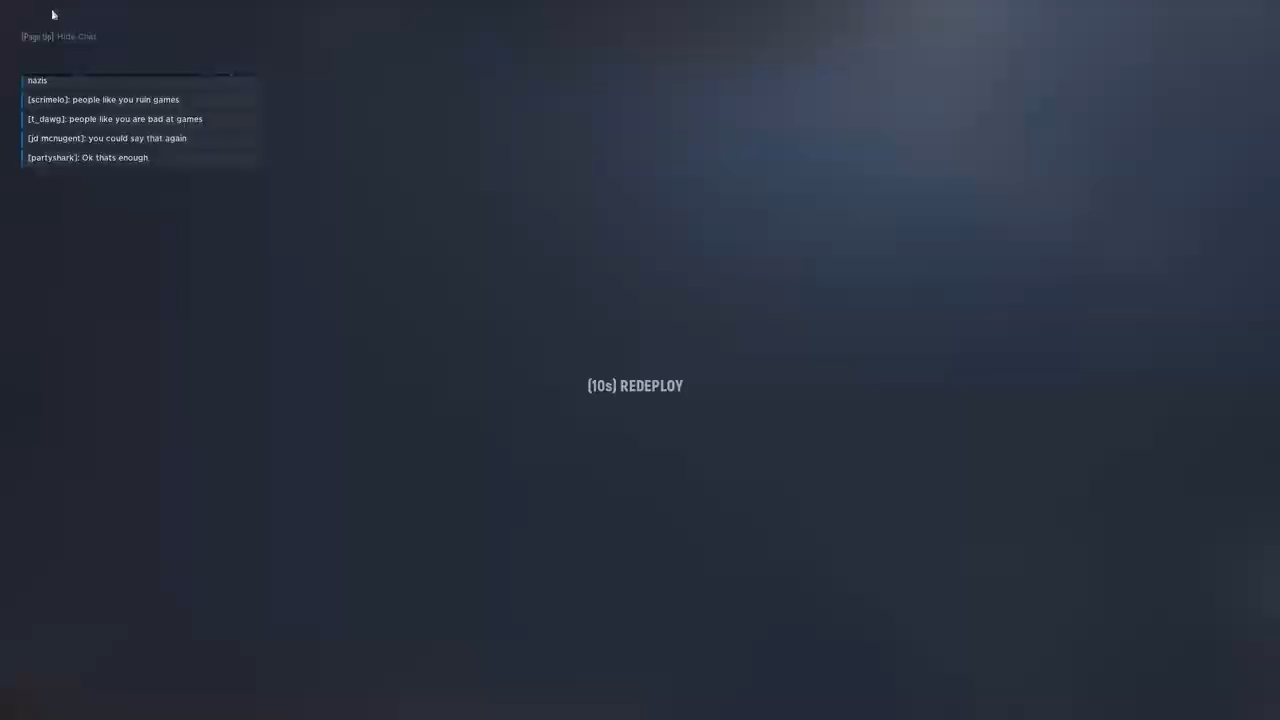 [Page Up] Hide Chat
nazis
[scrimelo]: people like you ruin games
[t_dawg]: people like you are bad at games
[jd mcnugent]: you could say that again
[partyshark]: Ok thats enough
(10s) REDEPLOY